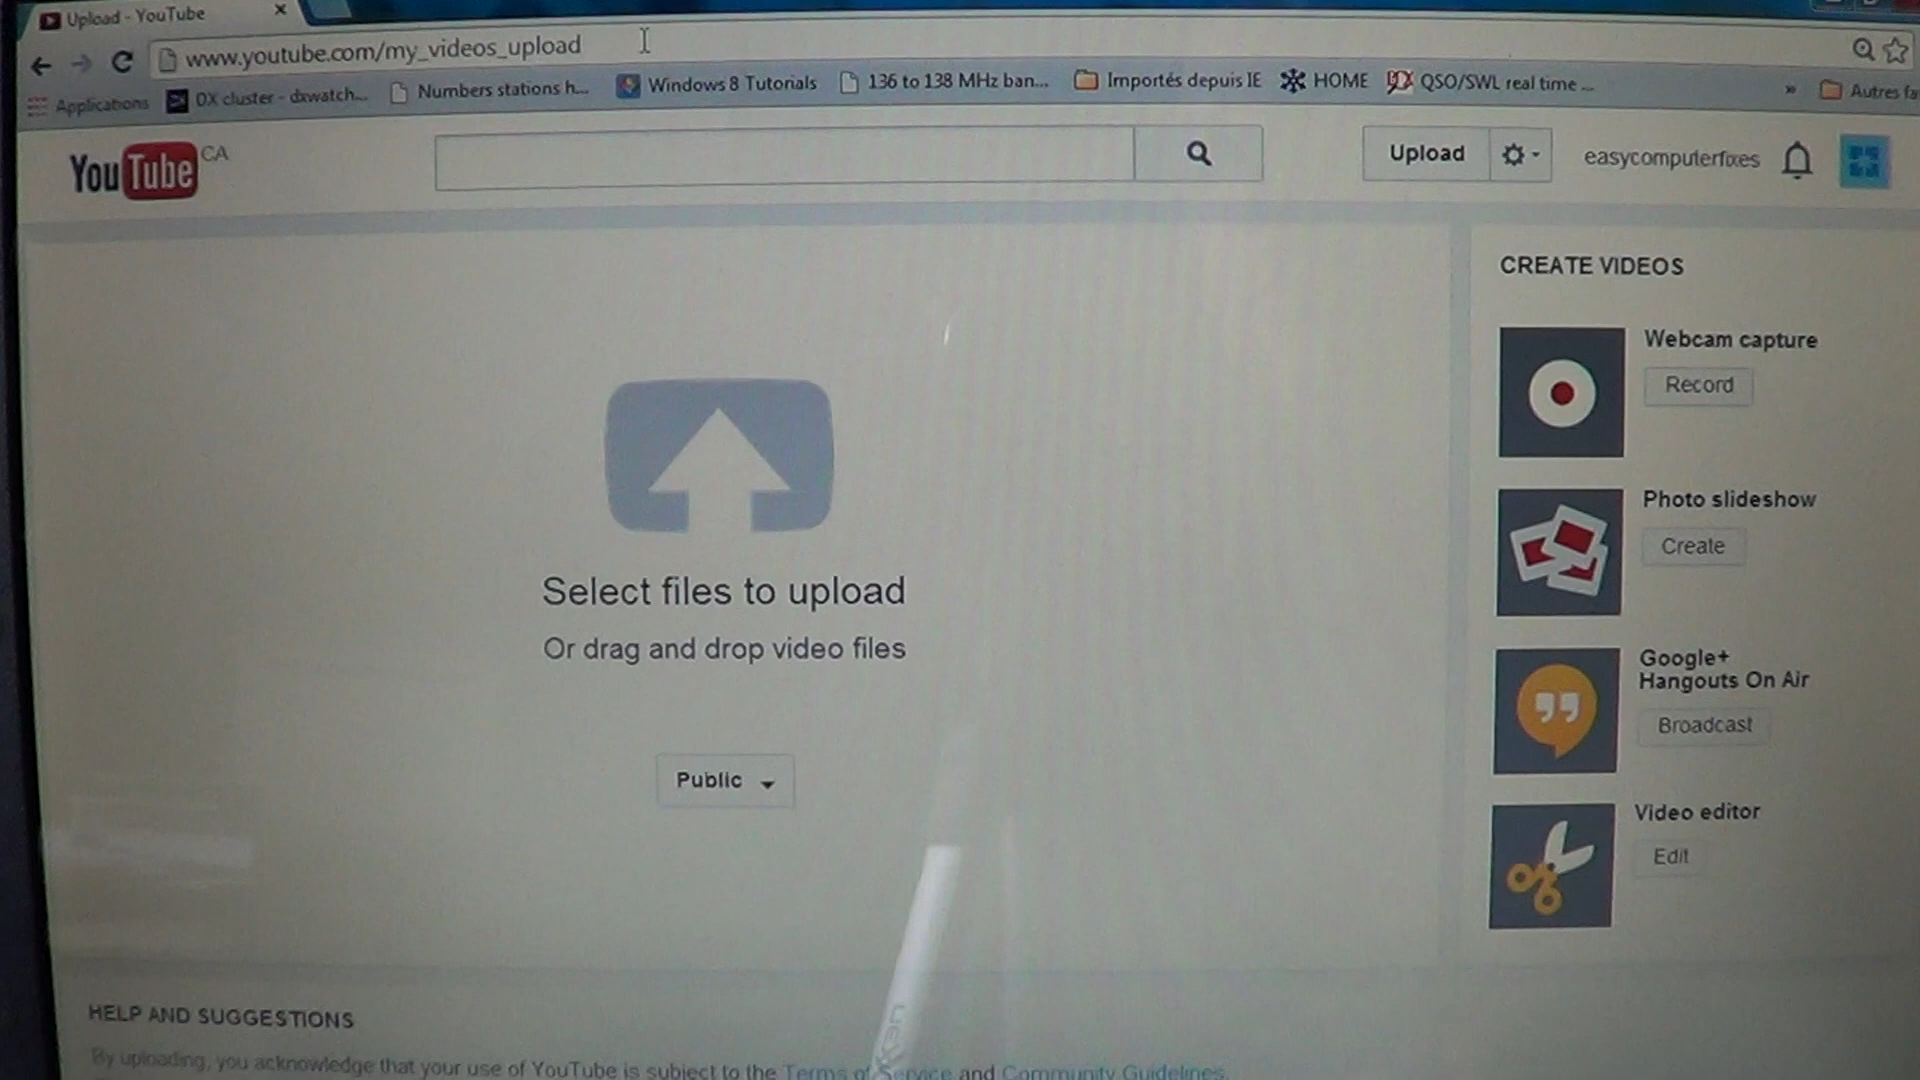 Upload - YouTube
www.youtube.com/my_videos_upload
Applications DX cluster - dxwatch... Numbers stations h... Windows 8 Tutorials 136 to 138 MHz ban... Importés depuis IE HOME QSO/SWL real time ... » Autres fa
YouTube CA
Upload
easycomputerfixes
CREATE VIDEOS
Webcam capture
Record
Photo slideshow
Create
Google+
Hangouts On Air
Broadcast
Video editor
Edit
Select files to upload
Or drag and drop video files
Public
HELP AND SUGGESTIONS
By uploading, you acknowledge that your use of YouTube is subject to the Terms of Service and Community Guidelines.